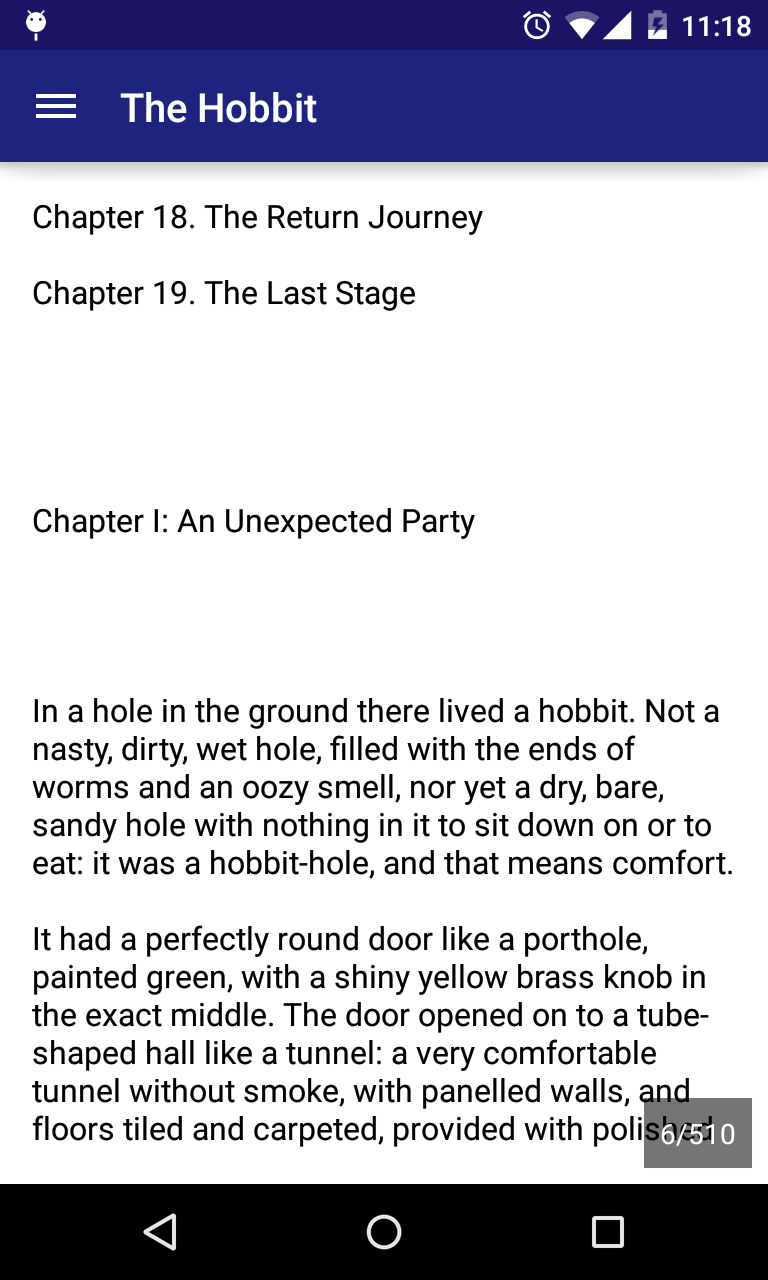 11:18
The Hobbit
Chapter 18. The Return Journey
Chapter 19. The Last Stage
Chapter I: An Unexpected Party
In a hole in the ground there lived a hobbit. Not a
nasty, dirty, wet hole, filled with the ends of
worms and an oozy smell, nor yet a dry, bare,
sandy hole with nothing in it to sit down on or to
eat: it was a hobbit-hole, and that means comfort.
It had a perfectly round door like a porthole,
painted green, with a shiny yellow brass knob in
the exact middle. The door opened on to a tube-
shaped hall like a tunnel: a very comfortable
tunnel without smoke, with panelled walls, and
floors tiled and carpeted, provided with polished
6/510